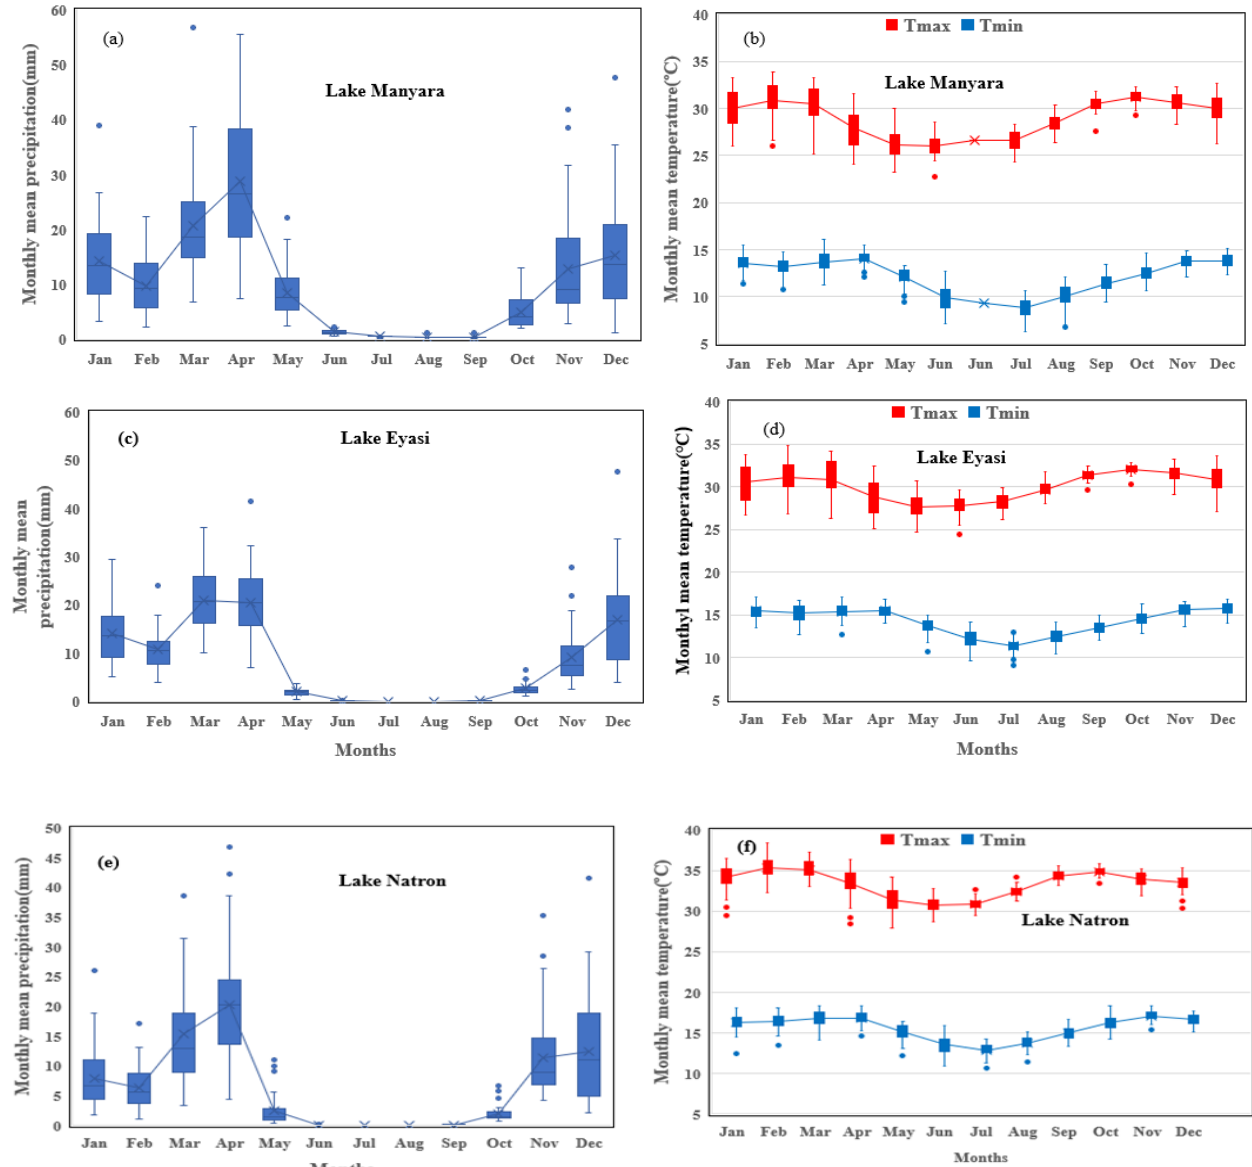 60
50
40
30
20
10
0
Monthly mean precipitation(mm)
(a)
Lake Manyara
Jan Feb Mar Apr May Jun Jul Aug Sep Oct Nov Dec
40
35
30
25
20
15
10
5
Monthly mean temperature(°C)
Tmax Tmin
(b)
Lake Manyara
Jan Feb Mar Apr May Jun Jun Jul Aug Sep Oct Nov Dec
60
50
40
30
20
10
0
Monthly mean
precipitation(mm)
(c)
Lake Eyasi
Jan Feb Mar Apr May Jun Jul Aug Sep Oct Nov Dec
Months
40
35
30
25
20
15
10
5
Monthyl mean temperature(°C)
Tmax Tmin
(d)
Lake Eyasi
Jan Feb Mar Apr May Jun Jul Aug Sep Oct Nov Dec
Months
50
45
40
35
30
25
20
15
10
5
0
Monthly mean precipitation(mm)
(e)
Lake Natron
Jan Feb Mar Apr May Jun Jul Aug Sep Oct Nov Dec
Months
40
35
30
25
20
15
10
5
Monthly mean temperature(°C)
Tmax Tmin
(f)
Lake Natron
Jan Feb Mar Apr May Jun Jul Aug Sep Oct Nov Dec
Months